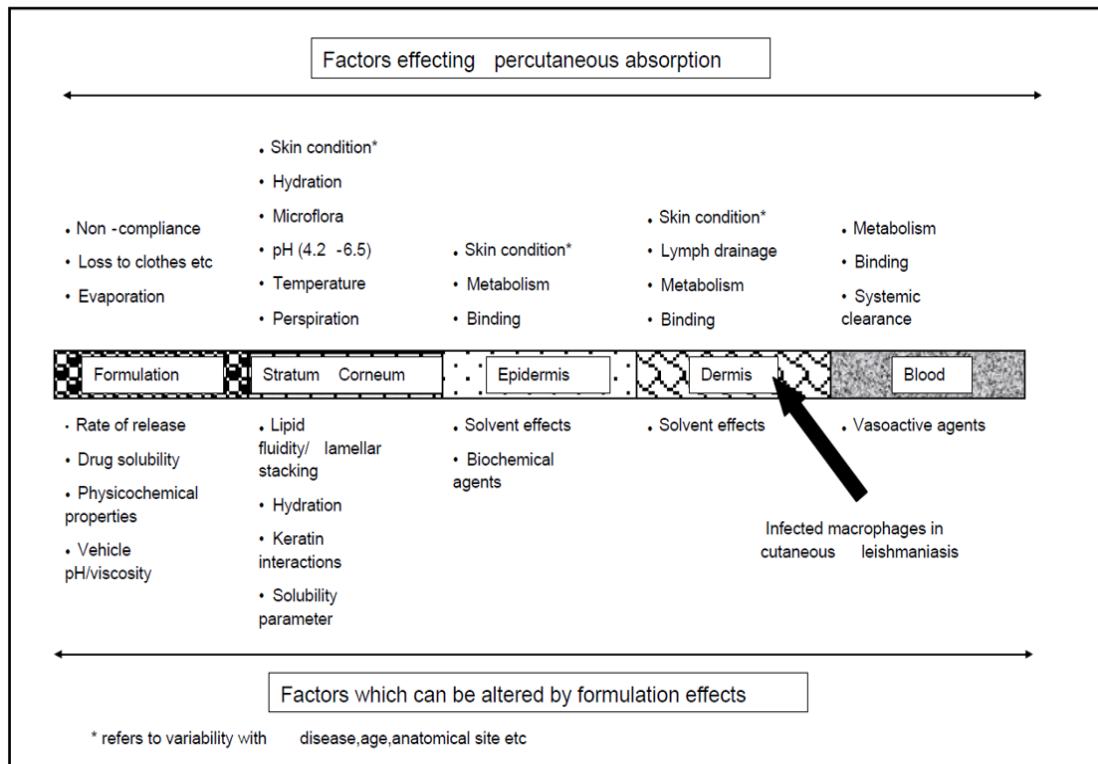 Factors effecting percutaneous absorption
• Non -compliance
• Loss to clothes etc
• Evaporation
• Skin condition*
• Hydration
• Microflora
• pH (4.2 -6.5)
• Temperature
• Perspiration
• Skin condition*
• Metabolism
• Binding
• Skin condition*
• Lymph drainage
• Metabolism
• Binding
• Metabolism
• Binding
• Systemic
clearance
Formulation
Stratum Corneum
Epidermis
Dermis
Blood
• Rate of release
• Drug solubility
• Physicochemical
properties
• Vehicle
pH/viscosity
• Lipid
fluidity/ lamellar
stacking
• Hydration
• Keratin
interactions
• Solubility
parameter
• Solvent effects
• Biochemical
agents
• Solvent effects
• Vasoactive agents
Infected macrophages in
cutaneous leishmaniasis
Factors which can be altered by formulation effects
* refers to variability with disease,age,anatomical site etc